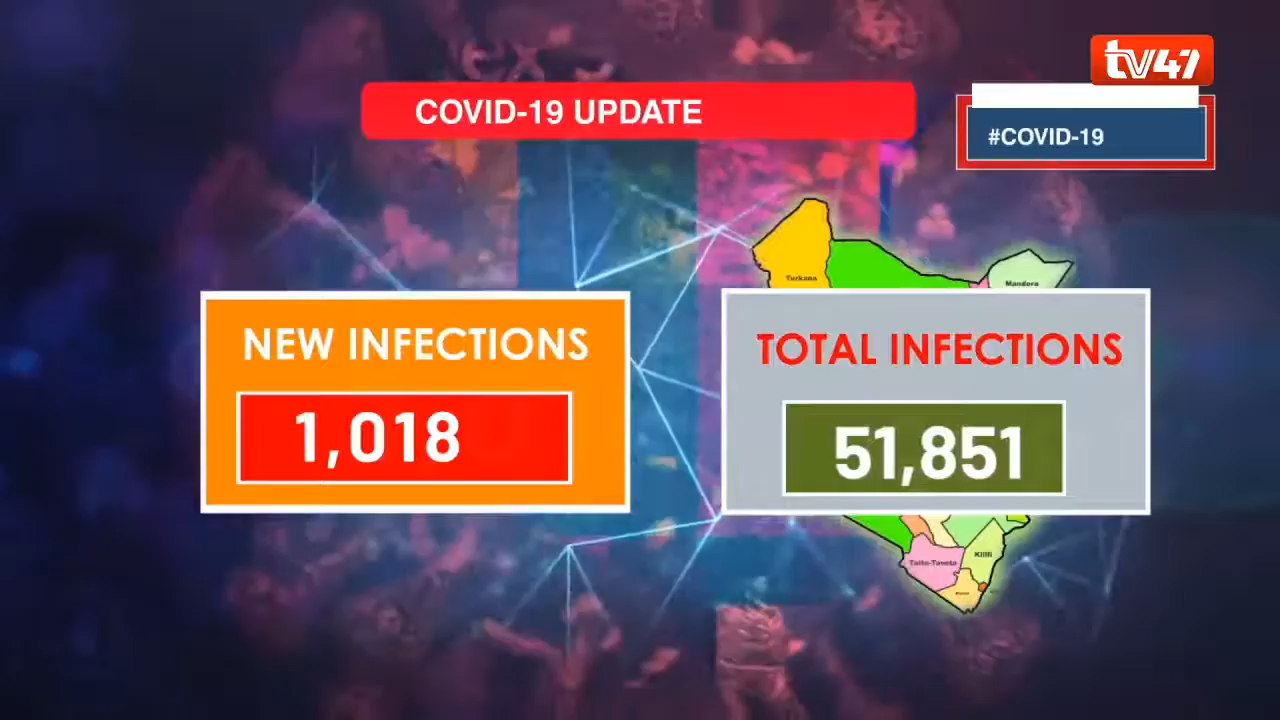 tv47
COVID-19 UPDATE
#COVID-19
Turkana
Mandera
NEW INFECTIONS
TOTAL INFECTIONS
1,018
51,851
Kilifi
Taita-Taveta